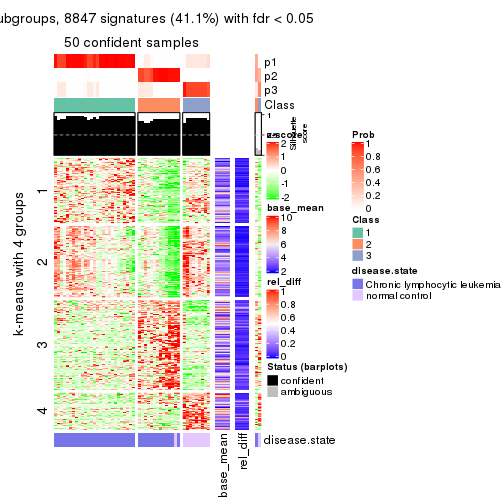 ubgroups, 8847 signatures (41.1%) with fdr < 0.05
50 confident samples
p1
p2
p3
Class
1
Silhouette
score
k-means with 4 groups
1
2
3
4
z-score
2
1
0
-1
-2
base_mean
10
8
6
4
2
rel_diff
1
0.8
0.6
0.4
0.2
0
Status (barplots)
confident
ambiguous
Prob
1
0.8
0.6
0.4
0.2
0
Class
1
2
3
disease.state
Chronic lymphocytic leukemia
normal control
disease.state
base_mean
rel_diff